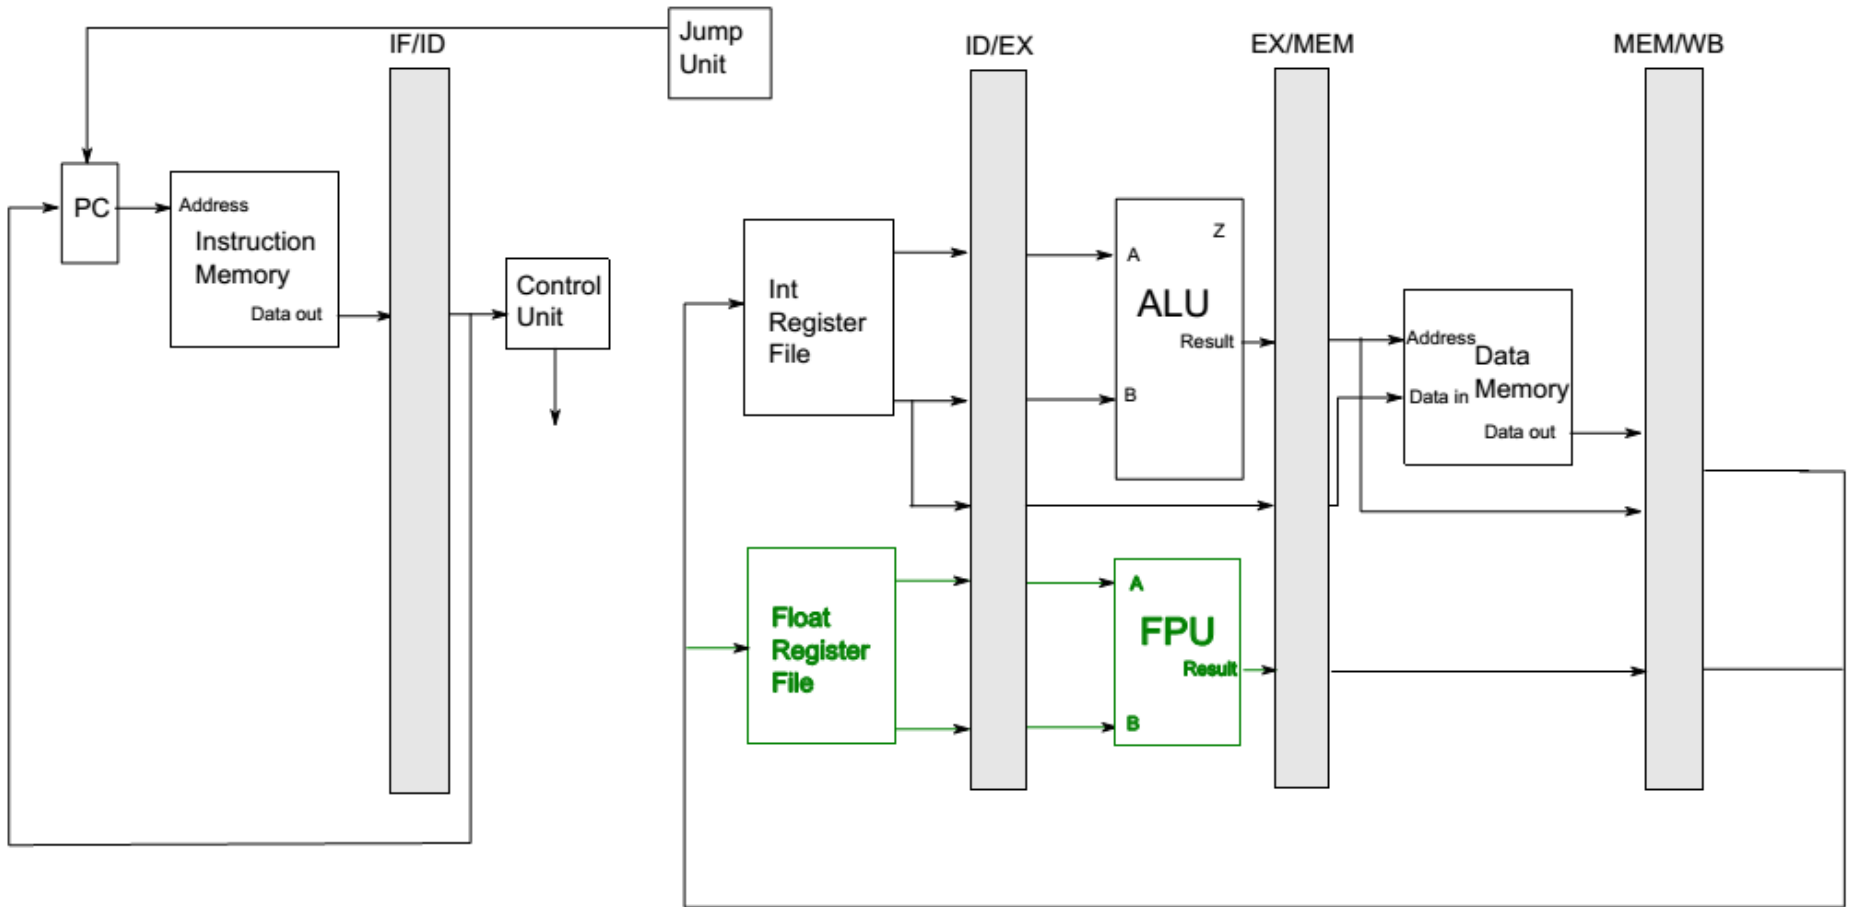 Jump
Unit
IF/ID
ID/EX
EX/MEM
MEM/WB
PC
Address
Instruction
Memory
Data out
Control
Unit
Int
Register
File
Z
A
ALU
Result
B
Address
Data
Memory
Data in
Data out
Float
Register
File
A
FPU
Result
B